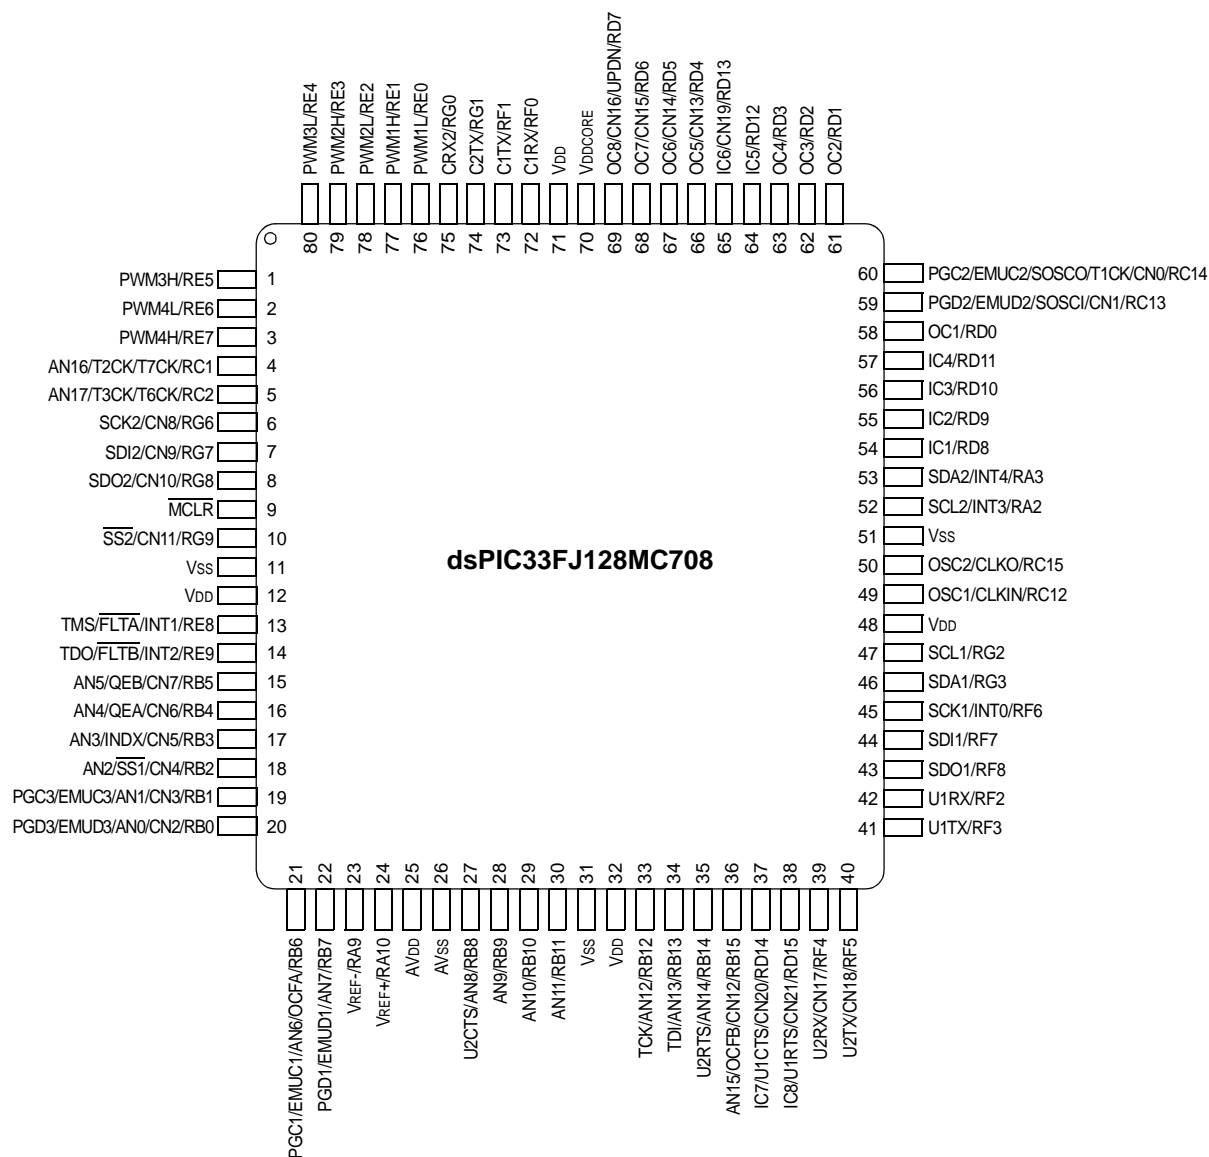 PWM3L/RE4
PWM2H/RE3
PWM2L/RE2
PWM1H/RE1
PWM1L/RE0
CRX2/RG0
C2TX/RG1
C1TX/RF1
C1RX/RF0
VDD
VDDCORE
OC8/CN16/UPDN/RD7
OC7/CN15/RD6
OC6/CN14/RD5
OC5/CN13/RD4
IC6/CN19/RD13
IC5/RD12
OC4/RD3
OC3/RD2
OC2/RD1
80 79 78 77 76 75 74 73 72 71 70 69 68 67 66 65 64 63 62 61
PWM3H/RE5 1
PWM4L/RE6 2
PWM4H/RE7 3
AN16/T2CK/T7CK/RC1 4
AN17/T3CK/T6CK/RC2 5
SCK2/CN8/RG6 6
SDI2/CN9/RG7 7
SDO2/CN10/RG8 8
MCLR 9
SS2/CN11/RG9 10
VSS 11
VDD 12
TMS/FLTA/INT1/RE8 13
TDO/FLTB/INT2/RE9 14
AN5/QEB/CN7/RB5 15
AN4/QEA/CN6/RB4 16
AN3/INDX/CN5/RB3 17
AN2/SS1/CN4/RB2 18
PGC3/EMUC3/AN1/CN3/RB1 19
PGD3/EMUD3/AN0/CN2/RB0 20
dsPIC33FJ128MC708
60 PGC2/EMUC2/SOSCO/T1CK/CN0/RC14
59 PGD2/EMUD2/SOSCI/CN1/RC13
58 OC1/RD0
57 IC4/RD11
56 IC3/RD10
55 IC2/RD9
54 IC1/RD8
53 SDA2/INT4/RA3
52 SCL2/INT3/RA2
51 VSS
50 OSC2/CLKO/RC15
49 OSC1/CLKIN/RC12
48 VDD
47 SCL1/RG2
46 SDA1/RG3
45 SCK1/INT0/RF6
44 SDI1/RF7
43 SDO1/RF8
42 U1RX/RF2
41 U1TX/RF3
21 22 23 24 25 26 27 28 29 30 31 32 33 34 35 36 37 38 39 40
PGC1/EMUC1/AN6/OCFA/RB6
PGD1/EMUD1/AN7/RB7
VREF-/RA9
VREF+/RA10
AVDD
AVSS
U2CTS/AN8/RB8
AN9/RB9
AN10/RB10
AN11/RB11
VSS
VDD
TCK/AN12/RB12
TDI/AN13/RB13
U2RTS/AN14/RB14
AN15/OCFB/CN12/RB15
IC7/U1CTS/CN20/RD14
IC8/U1RTS/CN21/RD15
U2RX/CN17/RF4
U2TX/CN18/RF5